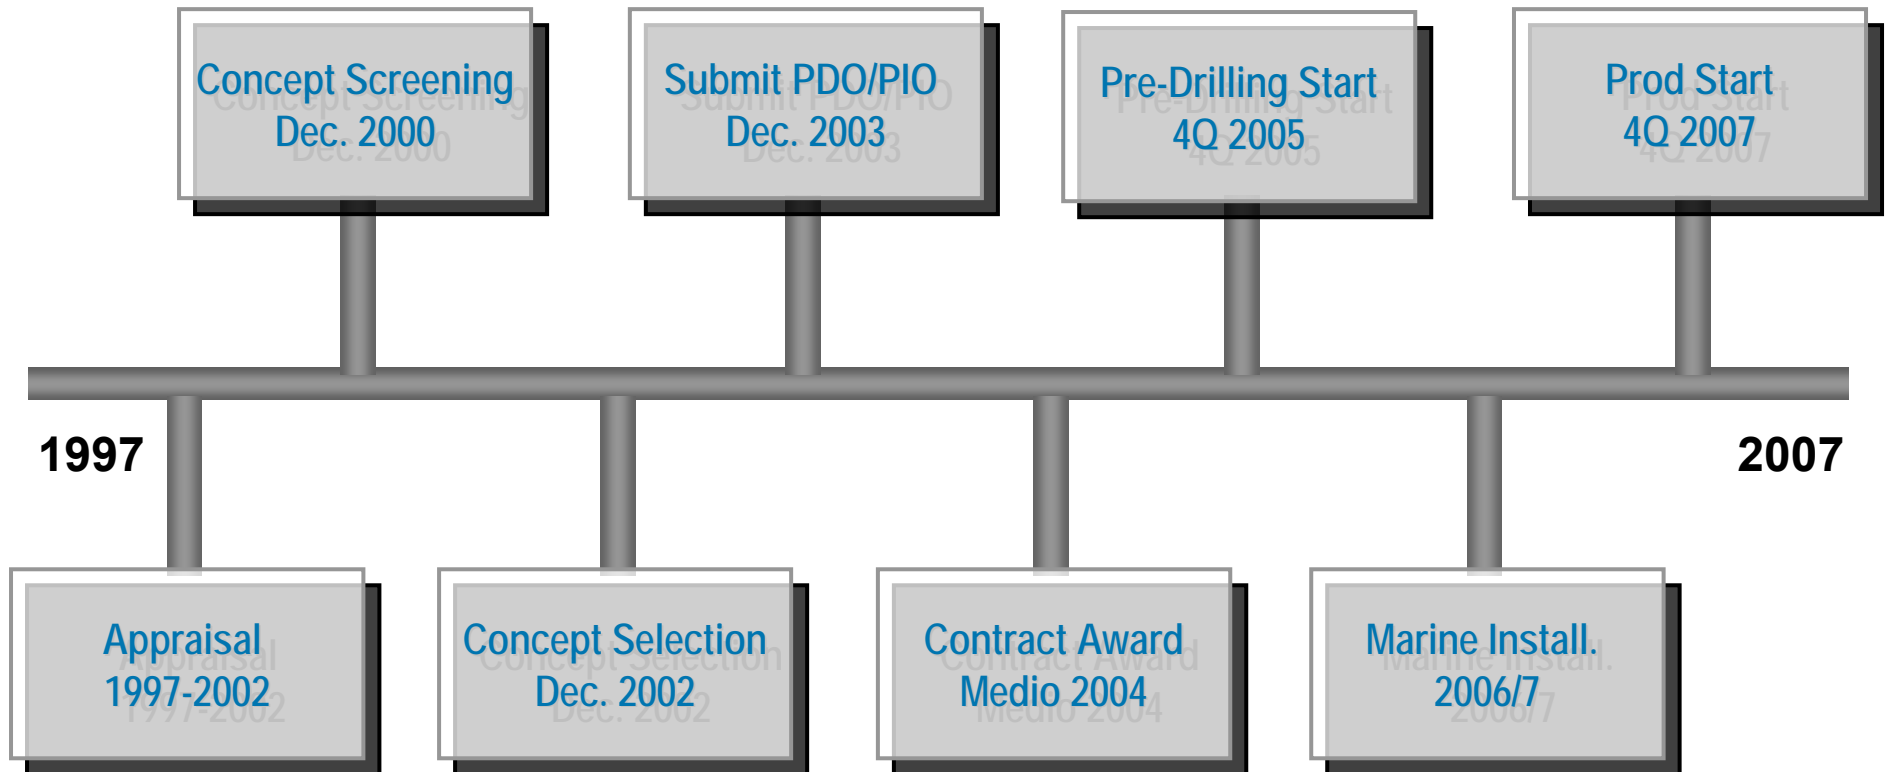 Concept Screening
Dec. 2000
Submit PDO/PIO
Dec. 2003
Pre-Drilling Start
4Q 2005
Prod Start
4Q 2007
1997
2007
Appraisal
1997-2002
Concept Selection
Dec. 2002
Contract Award
Medio 2004
Marine Install.
2006/7